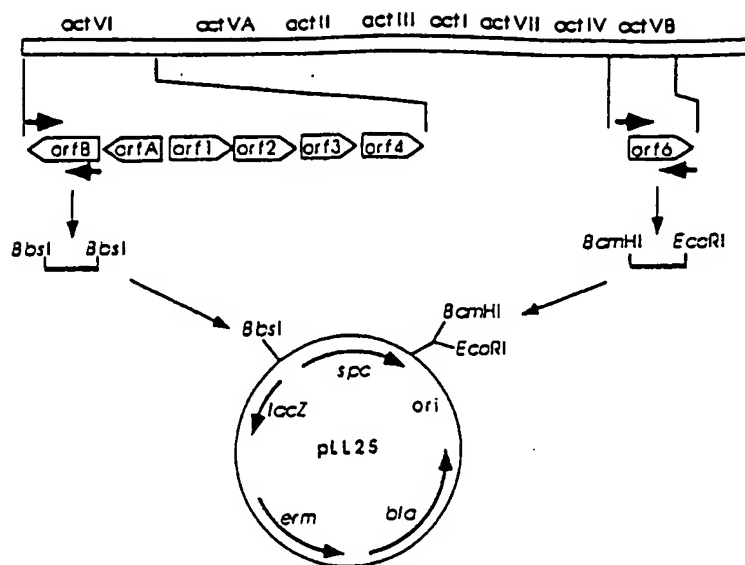 actVI actVA actII actIII actI actVII actIV actVB
orfB orfA orf1 orf2 orf3 orf4 orf6
BbsI BbsI BamHI EcoRI
BbsI BamHI
EcoRI
spc
lacZ ori
pLL25
erm bla